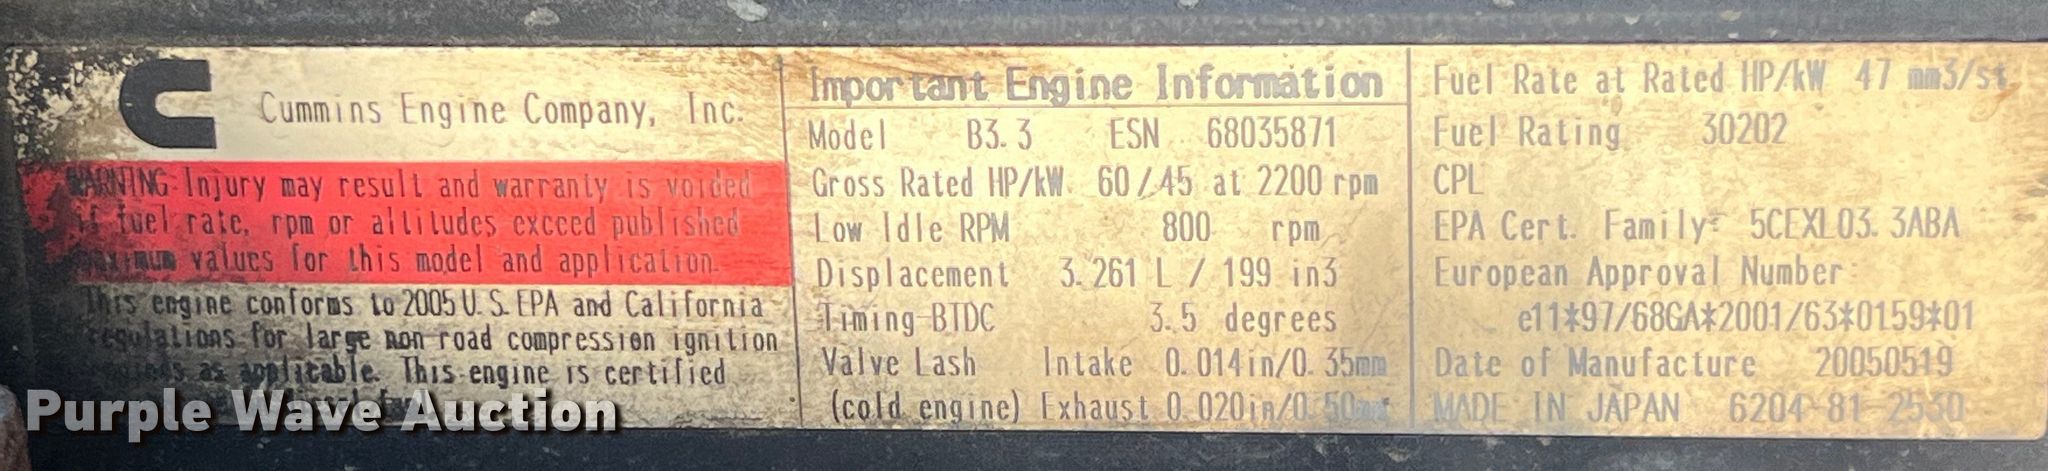 Cummins Engine Company, Inc.
WARNING Injury may result and warranty is voided
if fuel rate, rpm or altitudes exceed published
maximum values for this model and application.
This engine conforms to 2005 U.S. EPA and California
regulations for large non road compression ignition
as applicable. This engine is certified
Important Engine Information
Model B3.3 ESN 68035871
Gross Rated HP/kW 60/45 at 2200 rpm
Low Idle RPM 800 rpm
Displacement 3.261 L / 199 in3
Timing-BTDC 3.5 degrees
Valve Lash Intake 0.014in/0.35mm
(cold engine) Exhaust 0.020in/0.50mm
Fuel Rate at Rated HP/kW 47 mm3/st
Fuel Rating 30202
CPL
EPA Cert. Family: 5CEXL03.3ABA
European Approval Number:
e11*97/68GA*2001/63*0159*01
Date of Manufacture 20050519
MADE IN JAPAN 6204-81-2530
Purple Wave Auction